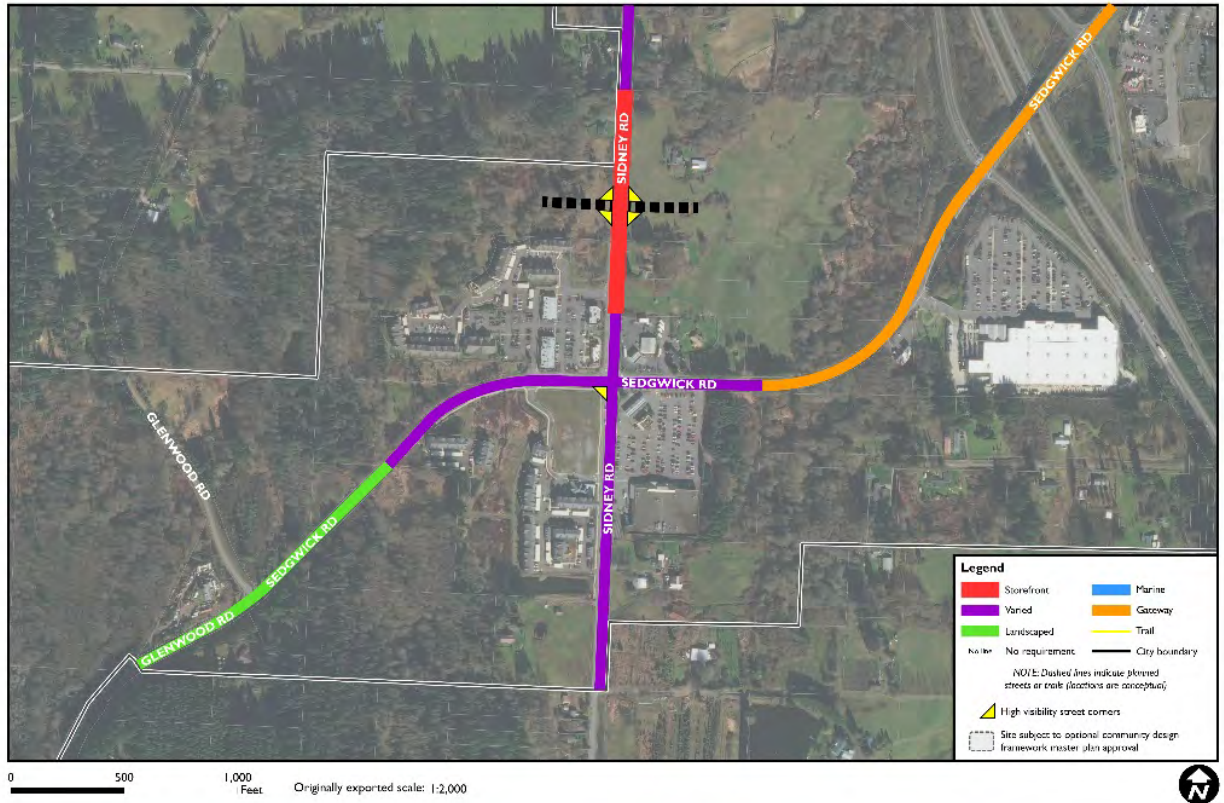 SEDGWICK RD
SIDNEY RD
SEDGWICK RD
GLENWOOD RD
SIDNEY RD
SEDGWICK RD
GLENWOOD RD
Legend
Storefront
Marine
Varied
Gateway
Landscaped
Trail
No line No requirement
City boundary
NOTE: Dashed lines indicate planned
streets or trails (locations are conceptual)
High visibility street corners
Site subject to optional community design
framework master plan approval
0 500 1,000
Feet
Originally exported scale: 1:2,000
N